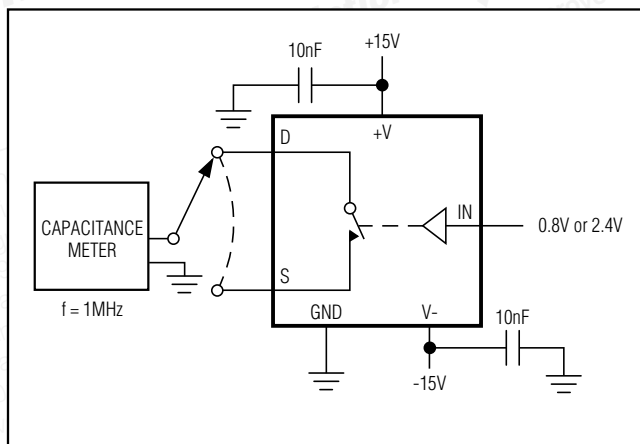 +15V
10nF
+V
D
CAPACITANCE
METER
IN
0.8V or 2.4V
S
f = 1MHz
GND
V-
10nF
-15V